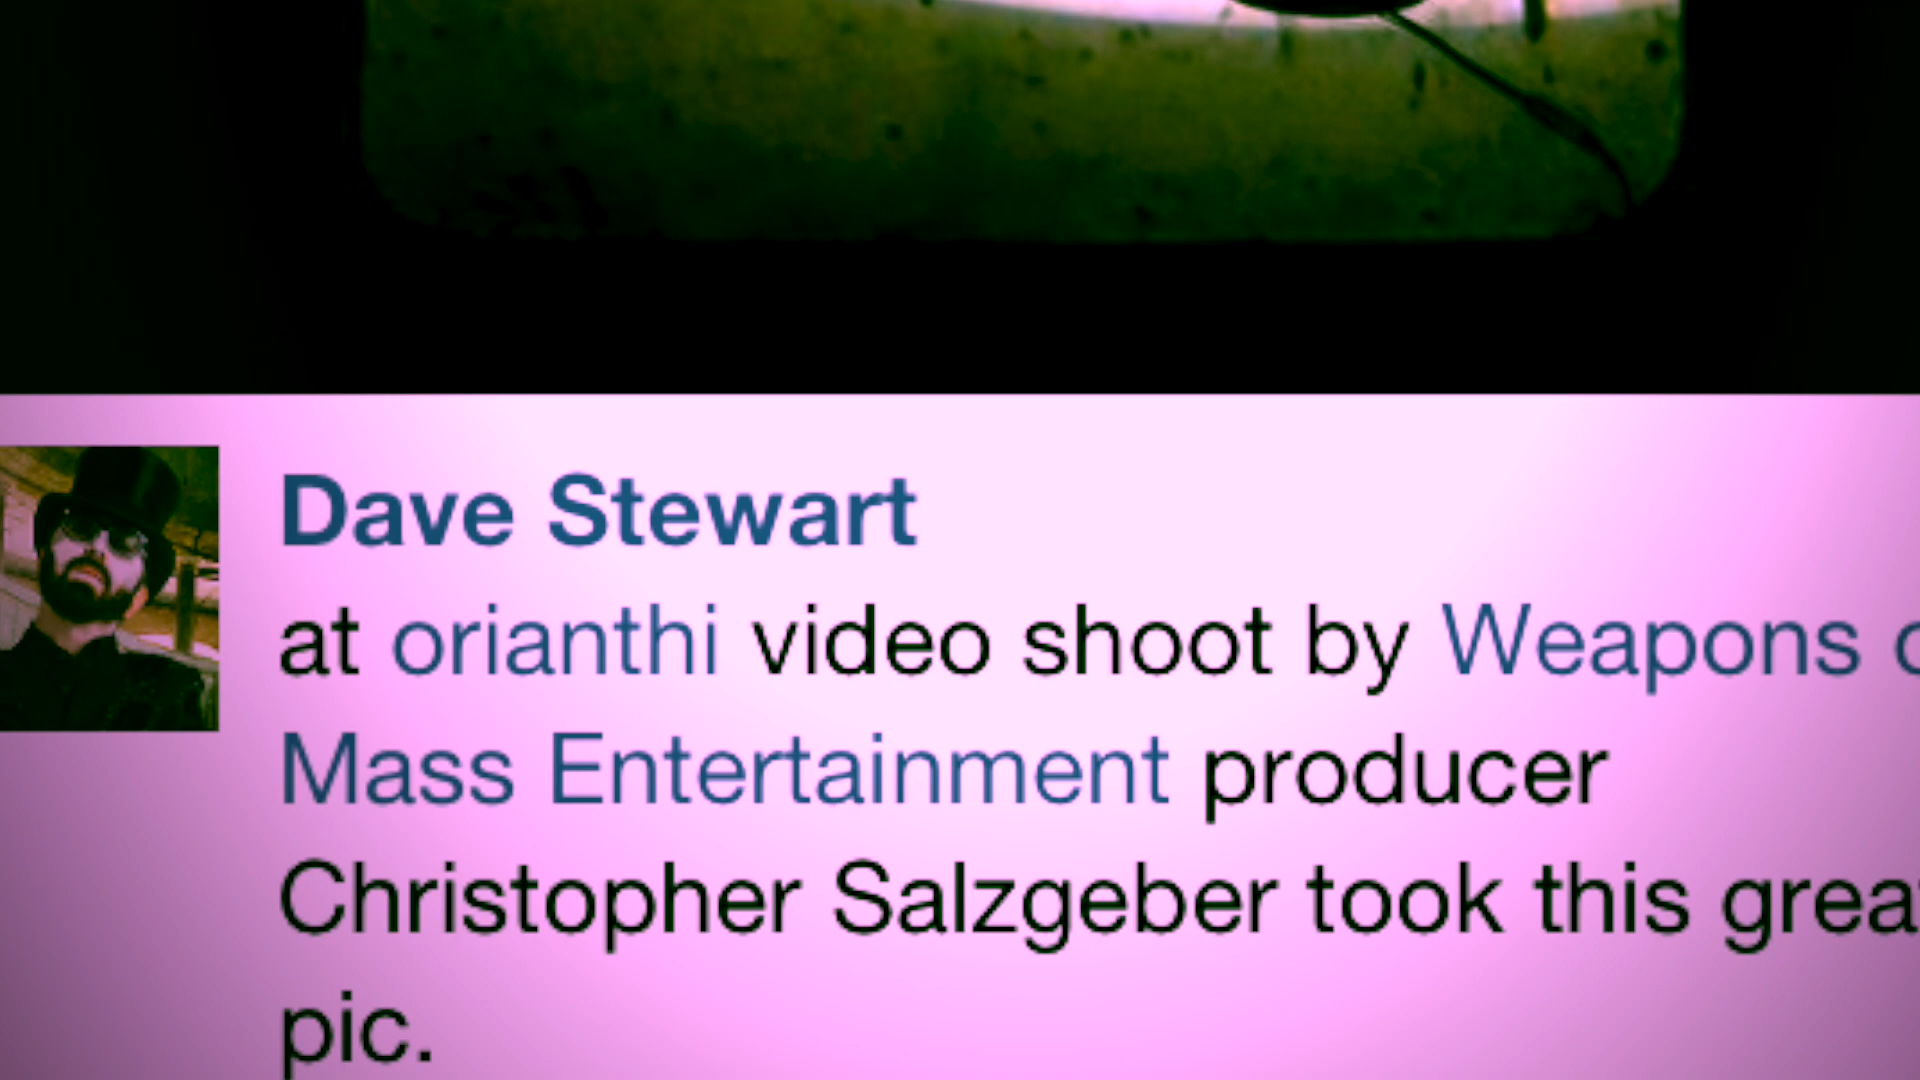 Dave Stewart
at orianthi video shoot by Weapons
Mass Entertainment producer
Christopher Salzgeber took this
pic.